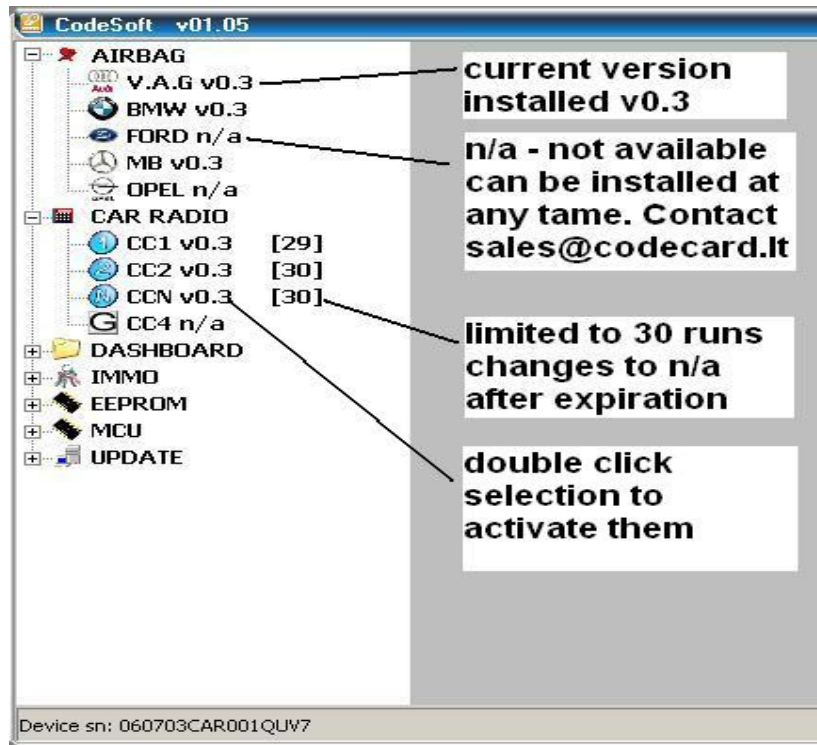 CodeSoft v01.05
AIRBAG
V.A.G v0.3
BMW v0.3
FORD n/a
MB v0.3
OPEL n/a
CAR RADIO
CC1 v0.3 [29]
CC2 v0.3 [30]
CCN v0.3 [30]
CC4 n/a
DASHBOARD
IMMO
EEPROM
MCU
UPDATE
current version
installed v0.3
n/a - not available
can be installed at
any tame. Contact
sales@codecard.lt
limited to 30 runs
changes to n/a
after expiration
double click
selection to
activate them
Device sn: 060703CAR001QUV7